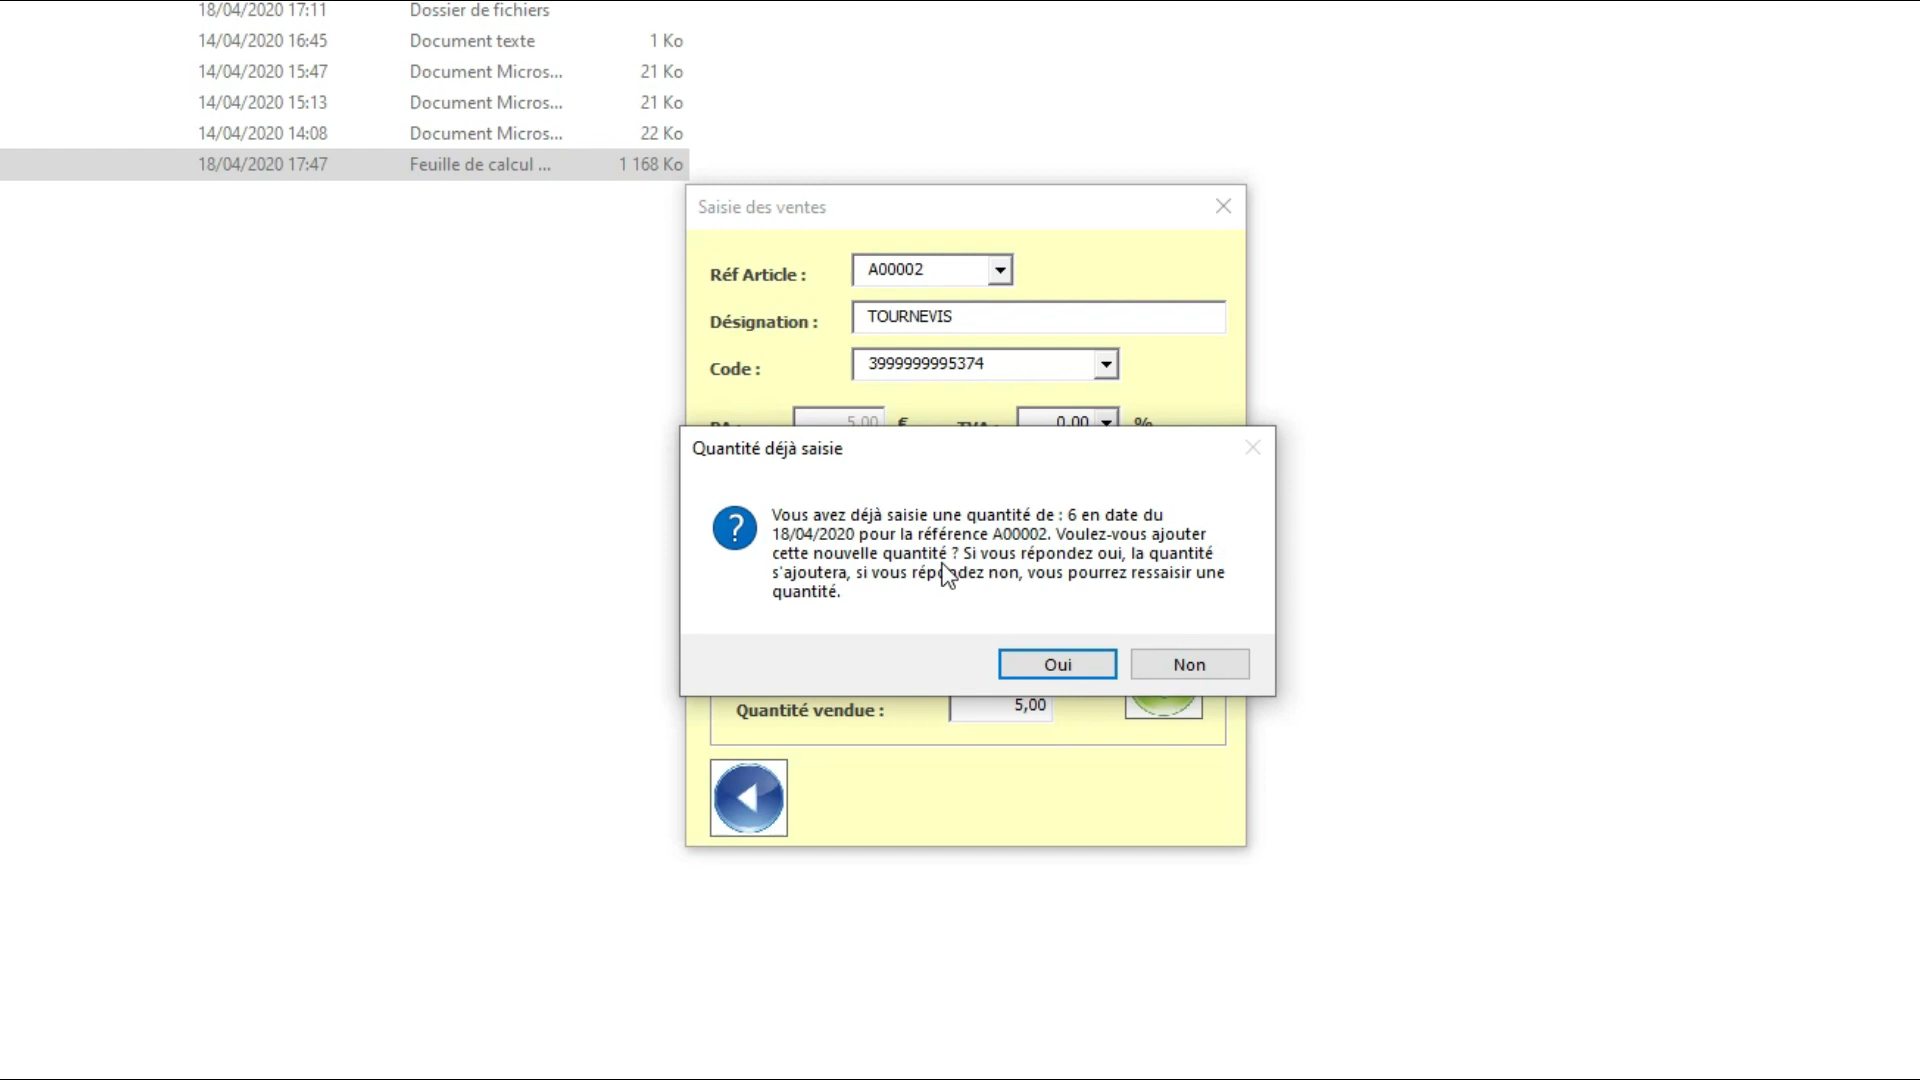 18/04/2020 17:11 Dossier de fichiers
14/04/2020 16:45 Document texte 1 Ko
14/04/2020 15:47 Document Micros... 21 Ko
14/04/2020 15:13 Document Micros... 21 Ko
14/04/2020 14:08 Document Micros... 22 Ko
18/04/2020 17:47 Feuille de calcul ... 1 168 Ko
Saisie des ventes
Réf Article : A00002
Désignation : TOURNEVIS
Code : 3999999995374
5,00 € 0,00 %
Quantité déjà saisie
Vous avez déjà saisie une quantité de : 6 en date du
18/04/2020 pour la référence A00002. Voulez-vous ajouter
cette nouvelle quantité ? Si vous répondez oui, la quantité
s'ajoutera, si vous répondez non, vous pourrez ressaisir une
quantité.
Oui Non
Quantité vendue : 5,00